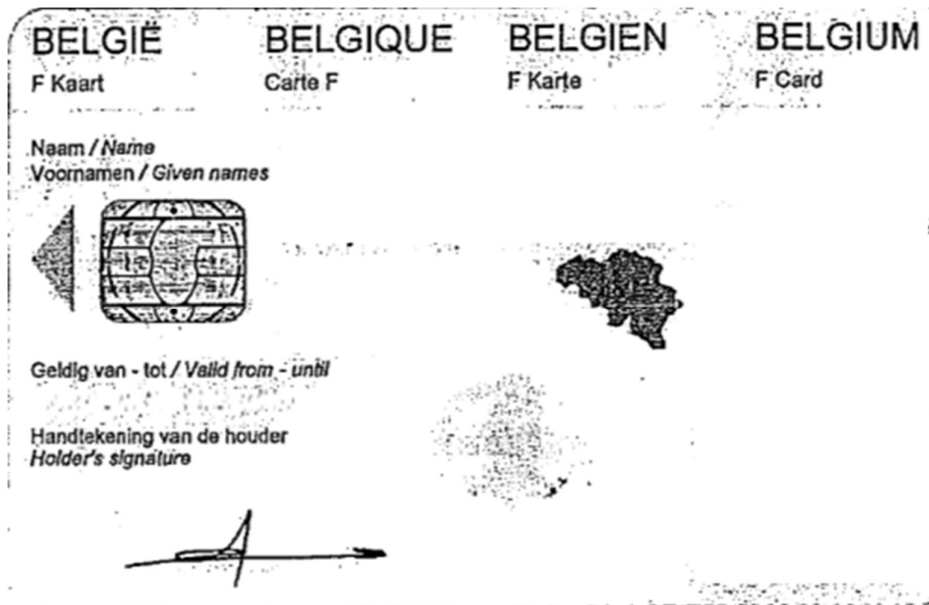 BELGIË BELGIQUE BELGIEN BELGIUM
F Kaart Carte F F Karte F Card
Naam / Name
Voornamen / Given names
Geldig van - tot / Valid from - until
Handtekening van de houder
Holder's signature